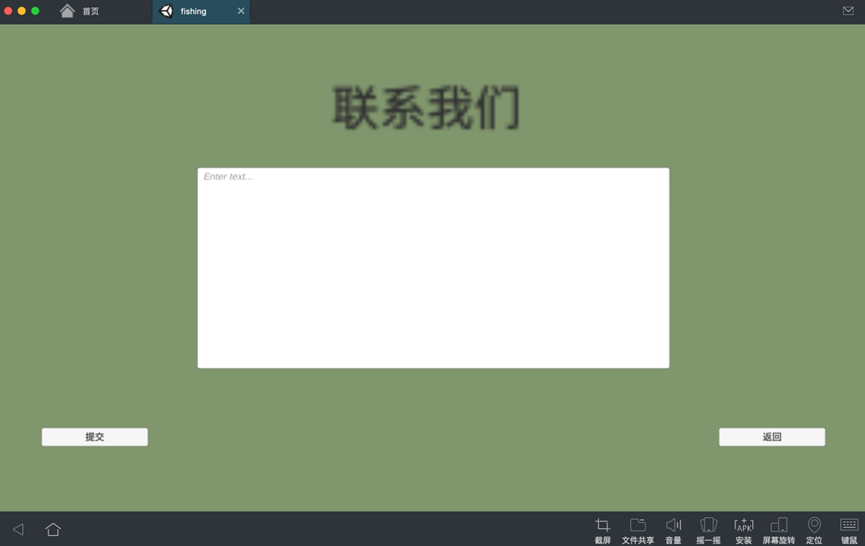 首页
fishing
联系我们
Enter text...
提交
返回
截屏
文件共享
音量
摇一摇
APK
安装
屏幕旋转
定位
键鼠